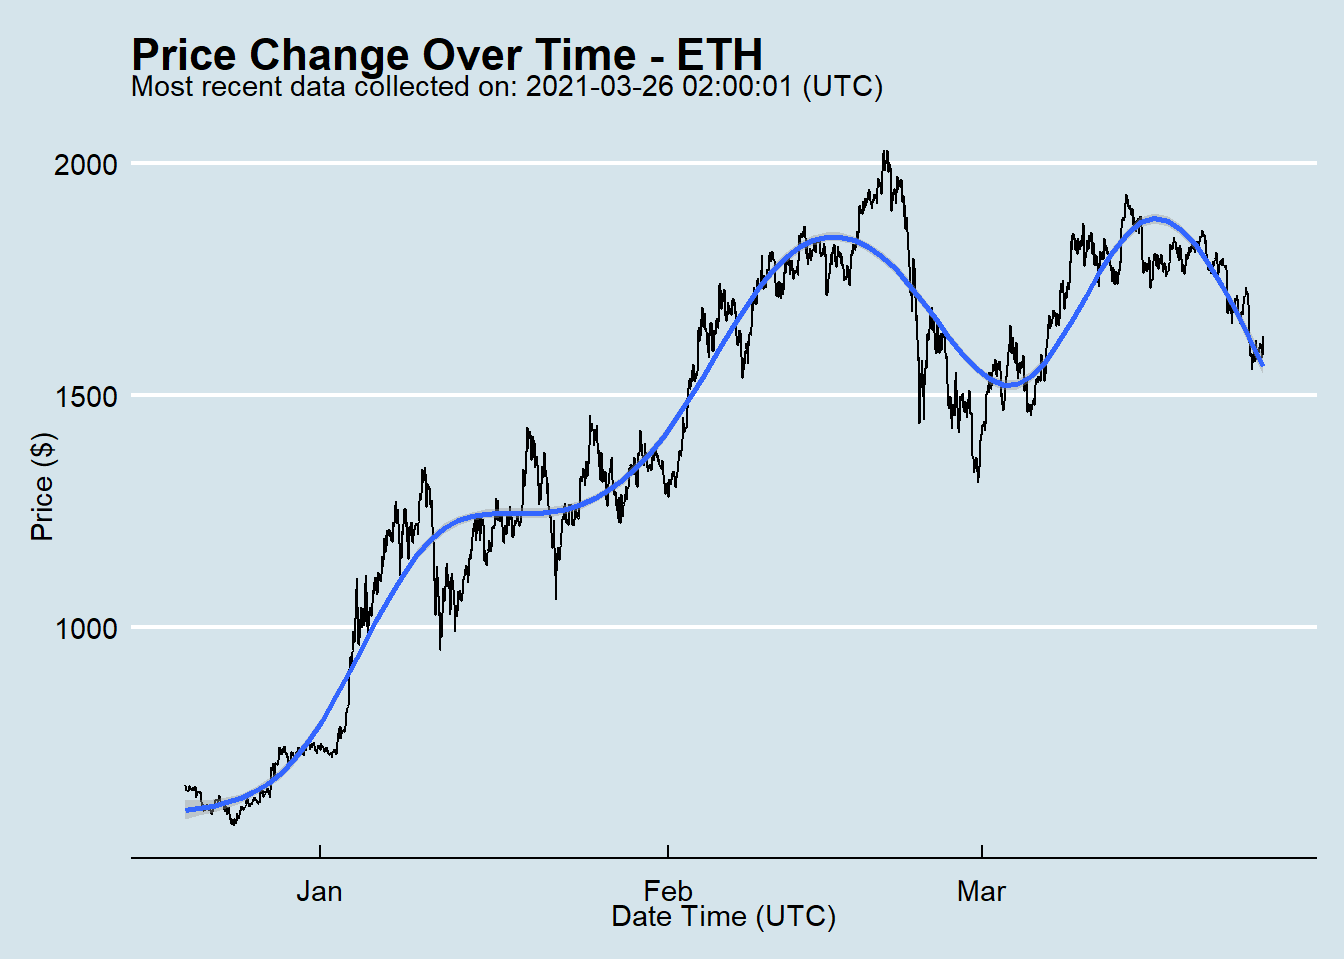 Price Change Over Time - ETH
Most recent data collected on: 2021-03-26 02:00:01 (UTC)
2000
1500
1000
Price ($)
Jan
Feb
Mar
Date Time (UTC)